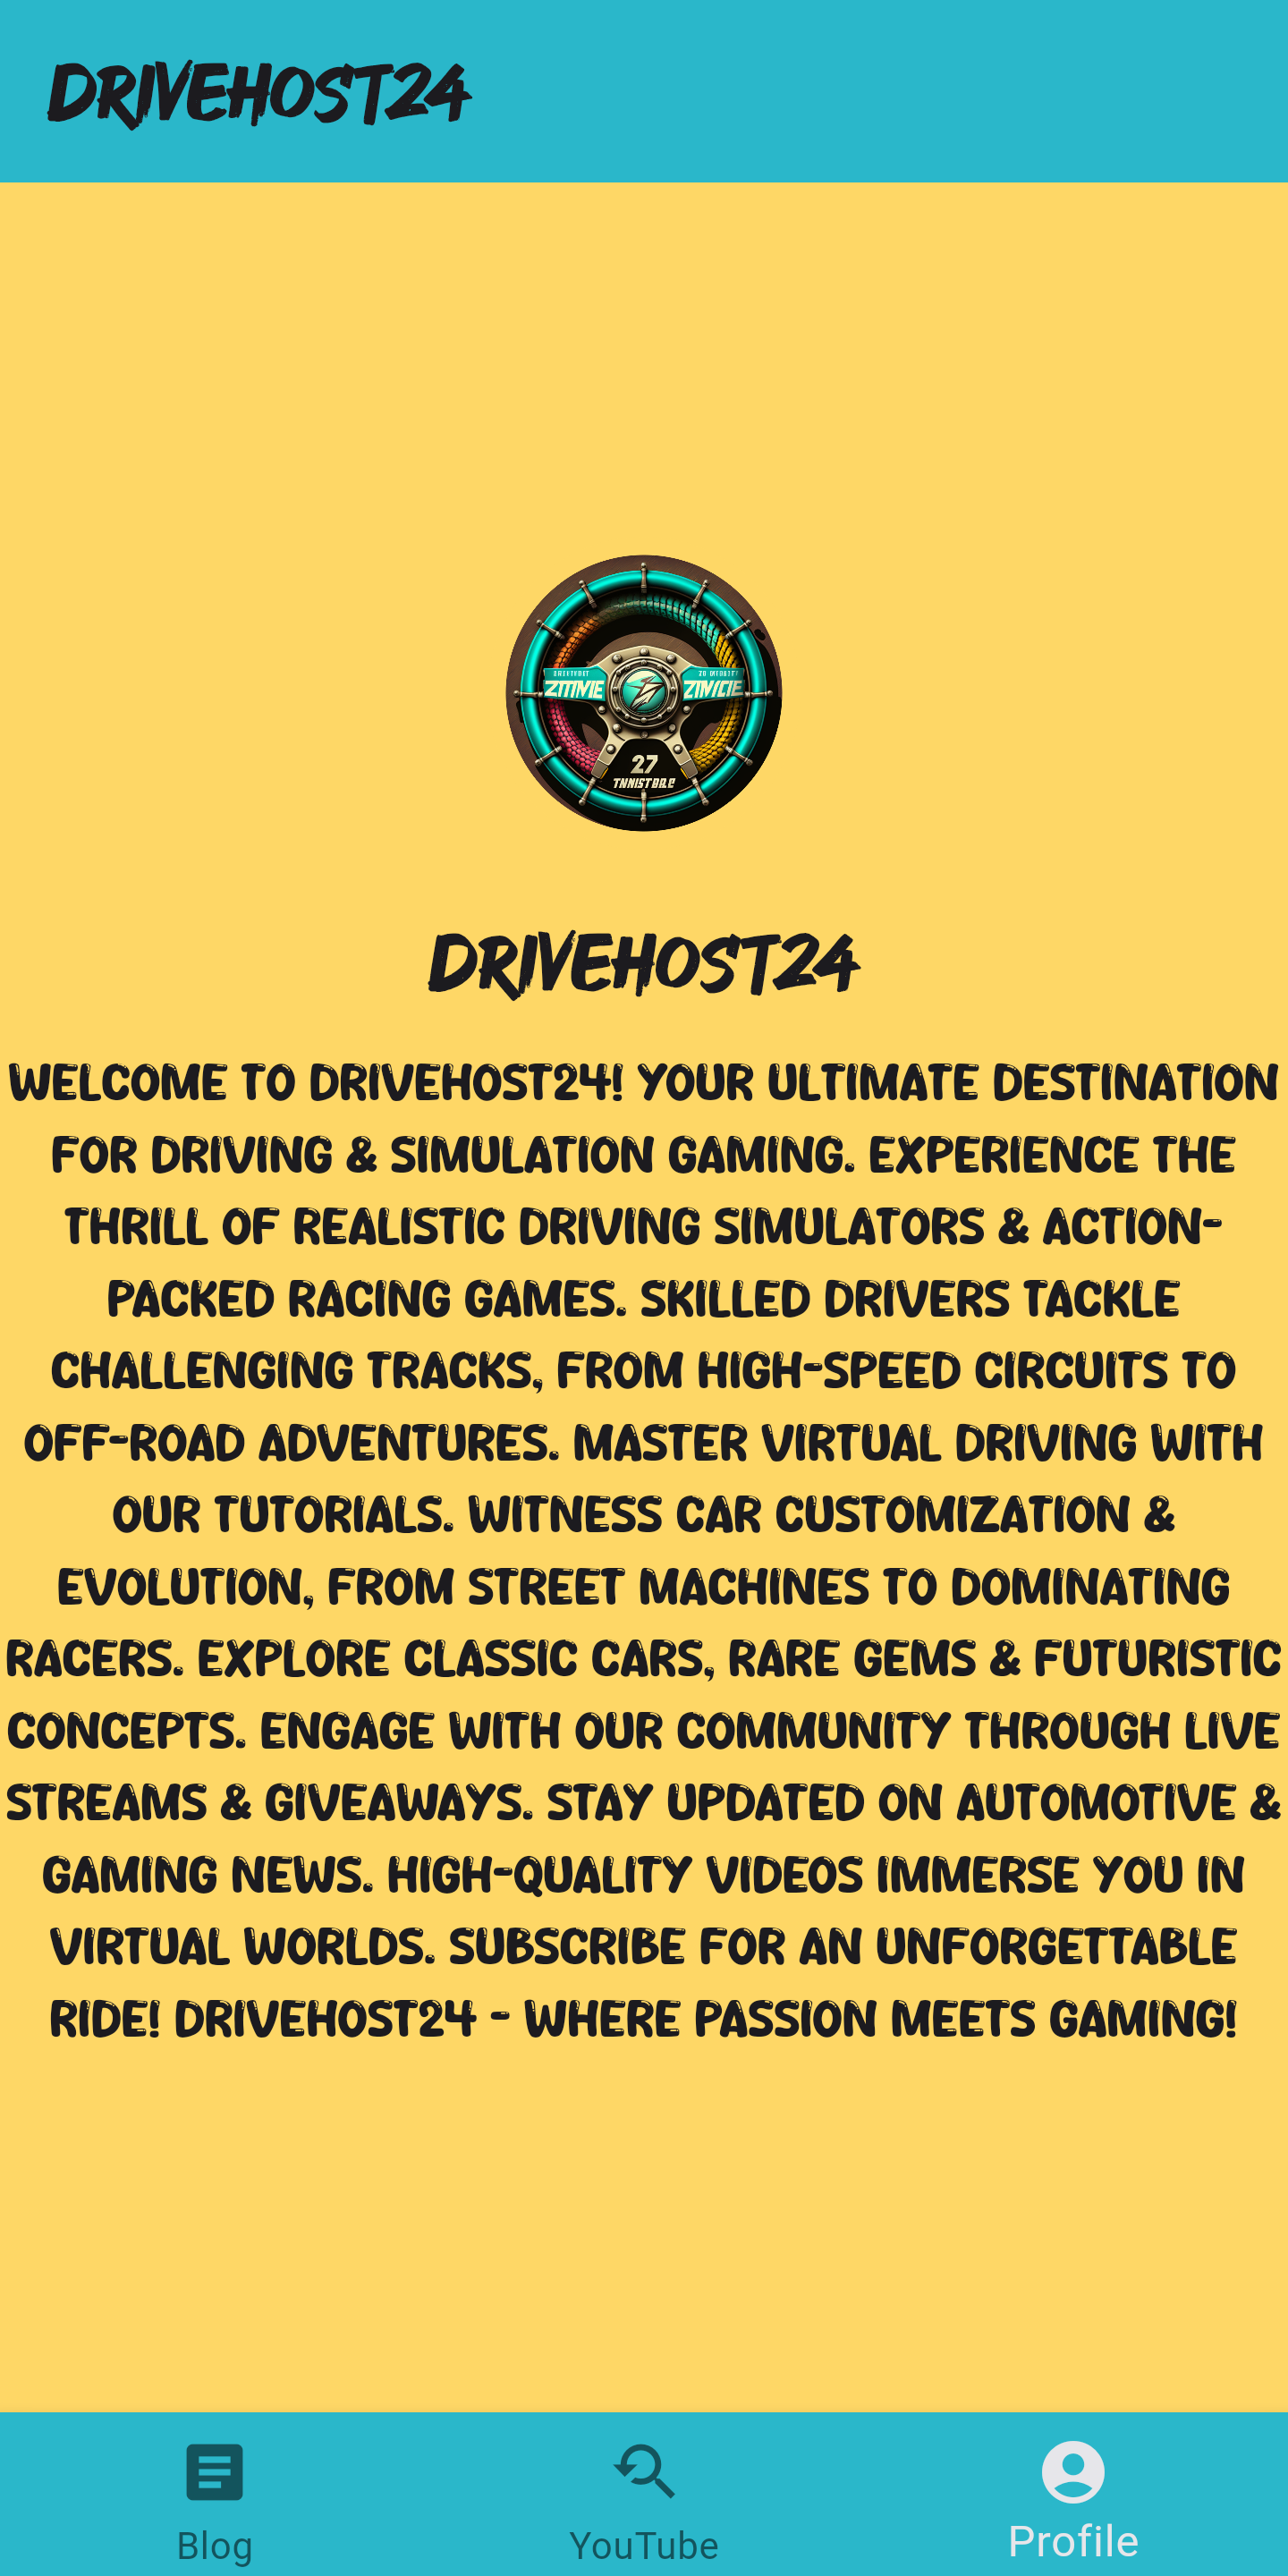 DRIVEHOST24
ZTITIVIE
ZIVICIE
27
TNNISTBR.E
DRIVEHOST24
WELCOME TO DRIVEHOST24! YOUR ULTIMATE DESTINATION
FOR DRIVING & SIMULATION GAMING. EXPERIENCE THE
THRILL OF REALISTIC DRIVING SIMULATORS & ACTION-
PACKED RACING GAMES. SKILLED DRIVERS TACKLE
CHALLENGING TRACKS, FROM HIGH-SPEED CIRCUITS TO
OFF-ROAD ADVENTURES. MASTER VIRTUAL DRIVING WITH
OUR TUTORIALS. WITNESS CAR CUSTOMIZATION &
EVOLUTION, FROM STREET MACHINES TO DOMINATING
RACERS. EXPLORE CLASSIC CARS, RARE GEMS & FUTURISTIC
CONCEPTS. ENGAGE WITH OUR COMMUNITY THROUGH LIVE
STREAMS & GIVEAWAYS. STAY UPDATED ON AUTOMOTIVE &
GAMING NEWS. HIGH-QUALITY VIDEOS IMMERSE YOU IN
VIRTUAL WORLDS. SUBSCRIBE FOR AN UNFORGETTABLE
RIDE! DRIVEHOST24 - WHERE PASSION MEETS GAMING!
Blog
YouTube
Profile